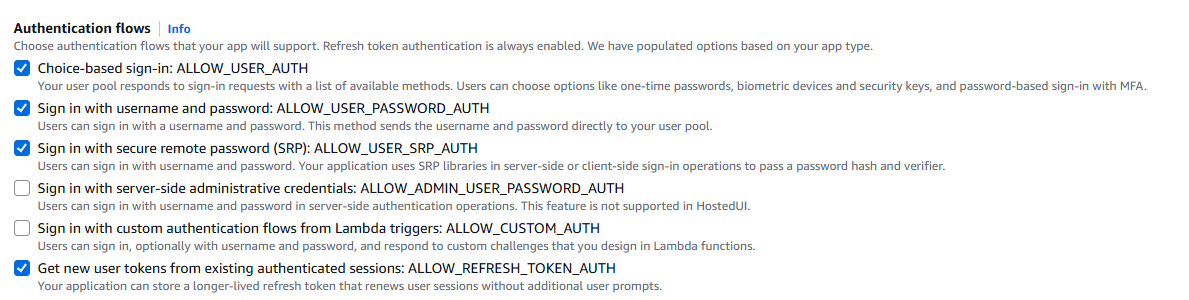 Authentication flows Info
Choose authentication flows that your app will support. Refresh token authentication is always enabled. We have populated options based on your app type.
Choice-based sign-in: ALLOW_USER_AUTH
Your user pool responds to sign-in requests with a list of available methods. Users can choose options like one-time passwords, biometric devices and security keys, and password-based sign-in with MFA.
Sign in with username and password: ALLOW_USER_PASSWORD_AUTH
Users can sign in with a username and password. This method sends the username and password directly to your user pool.
Sign in with secure remote password (SRP): ALLOW_USER_SRP_AUTH
Users can sign in with username and password. Your application uses SRP libraries in server-side or client-side sign-in operations to pass a password hash and verifier.
Sign in with server-side administrative credentials: ALLOW_ADMIN_USER_PASSWORD_AUTH
Users can sign in with username and password in server-side authentication operations. This feature is not supported in HostedUI.
Sign in with custom authentication flows from Lambda triggers: ALLOW_CUSTOM_AUTH
Users can sign in, optionally with username and password, and respond to custom challenges that you design in Lambda functions.
Get new user tokens from existing authenticated sessions: ALLOW_REFRESH_TOKEN_AUTH
Your application can store a longer-lived refresh token that renews user sessions without additional user prompts.